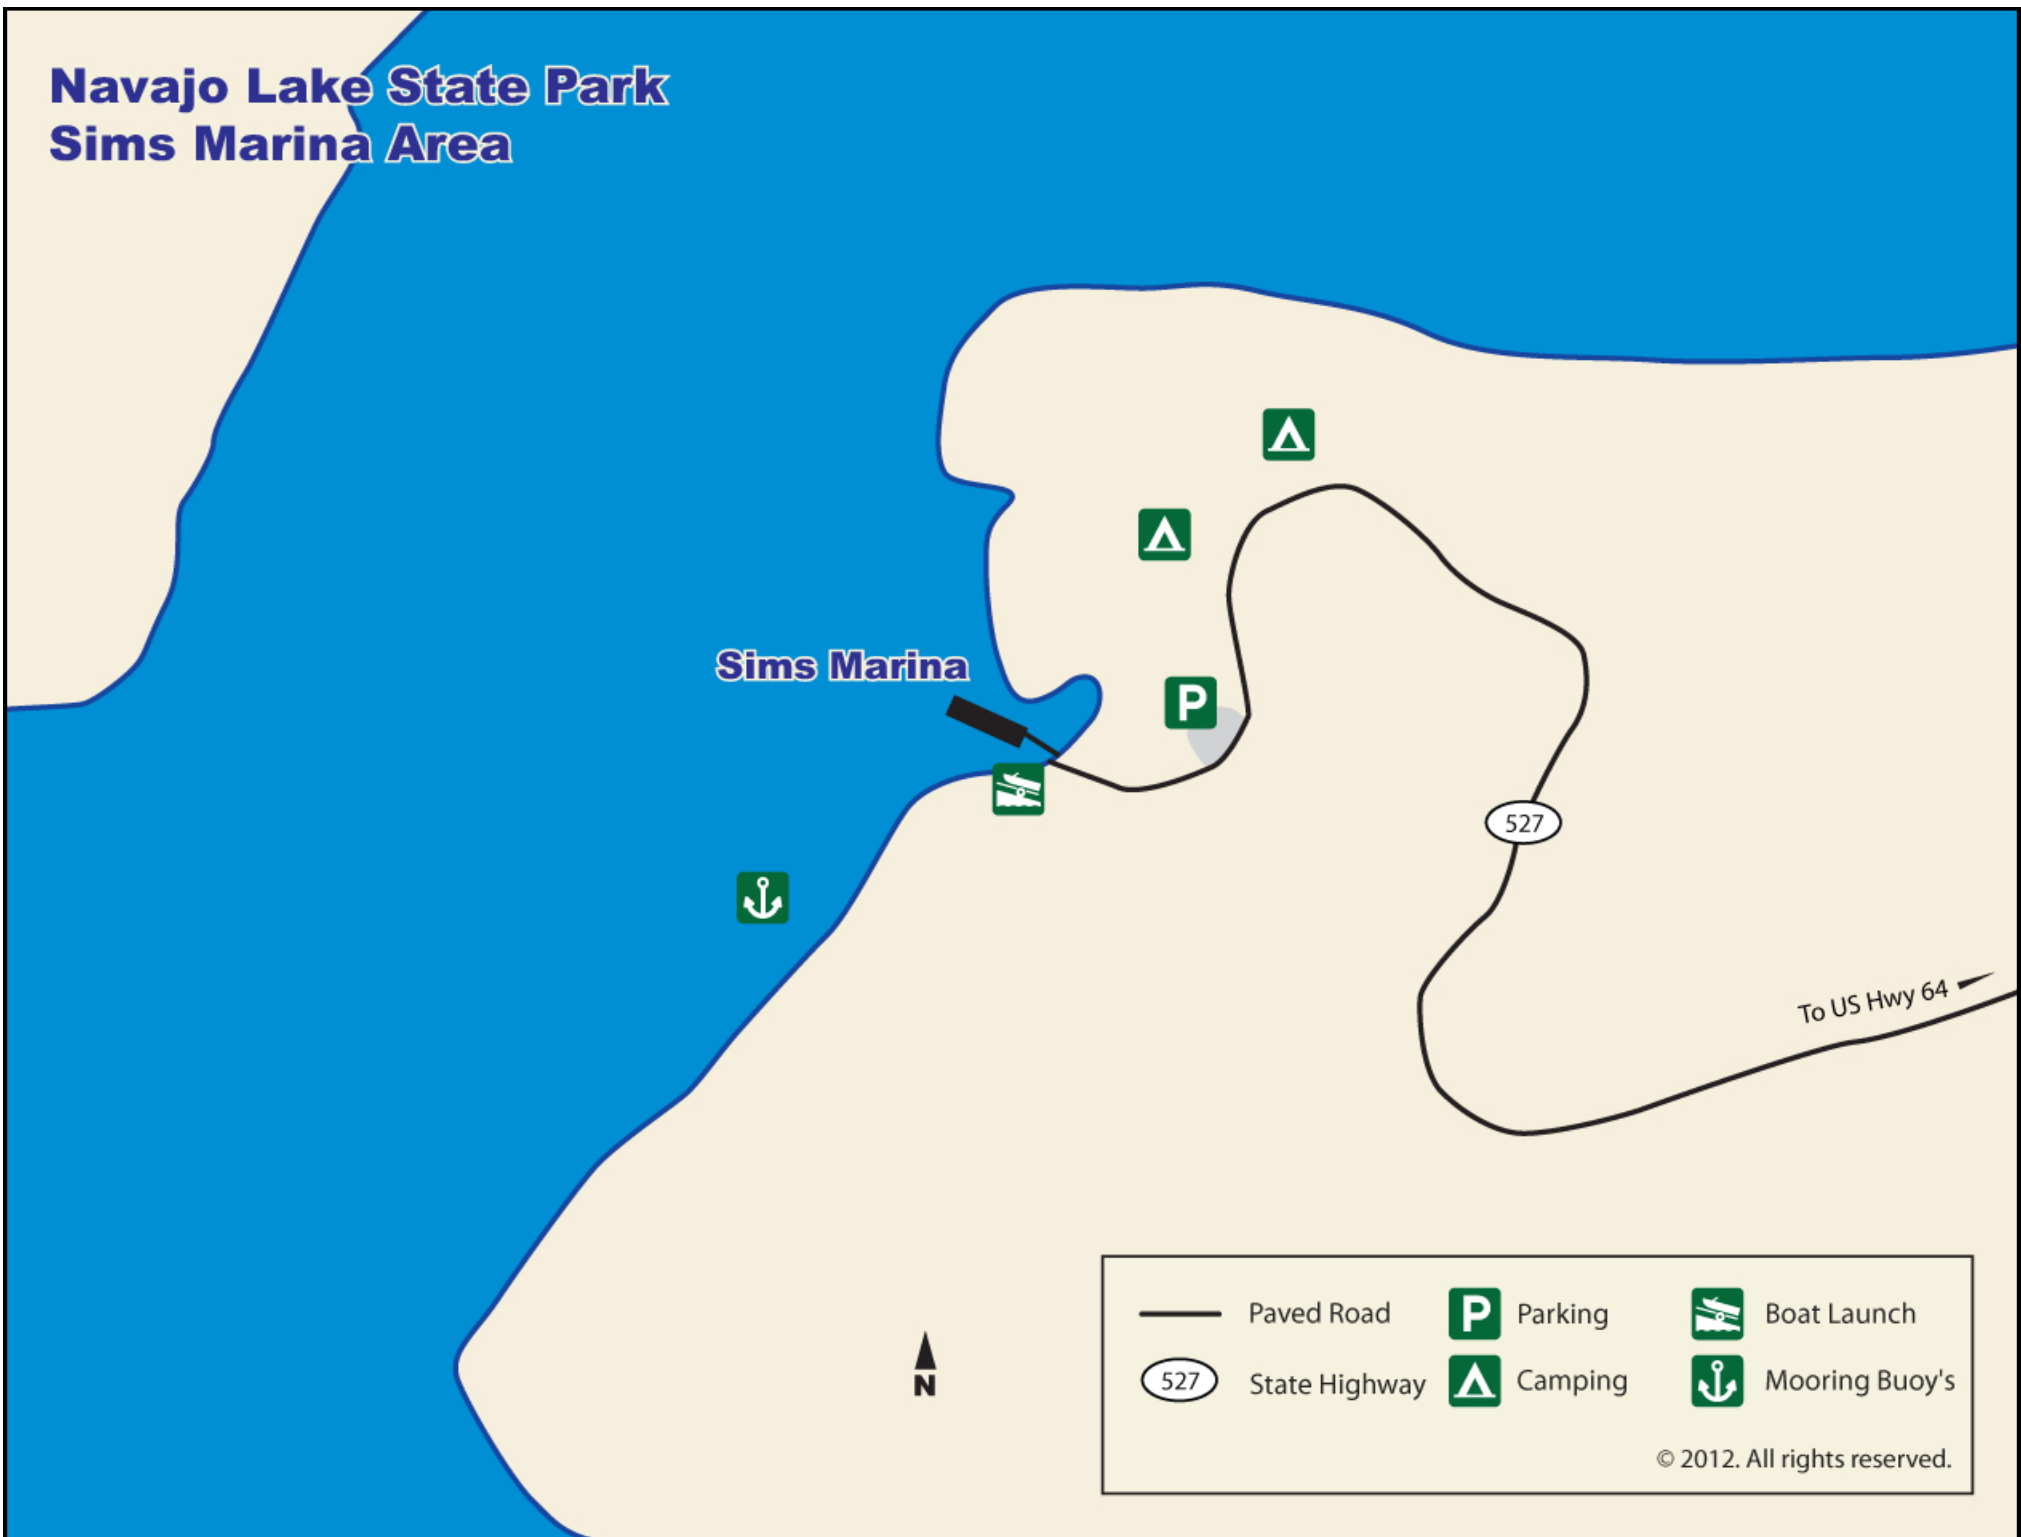 Navajo Lake State Park
Sims Marina Area
Sims Marina
P
527
To US Hwy 64
N
Paved Road
P Parking
Boat Launch
527 State Highway
Camping
Mooring Buoy's
© 2012. All rights reserved.